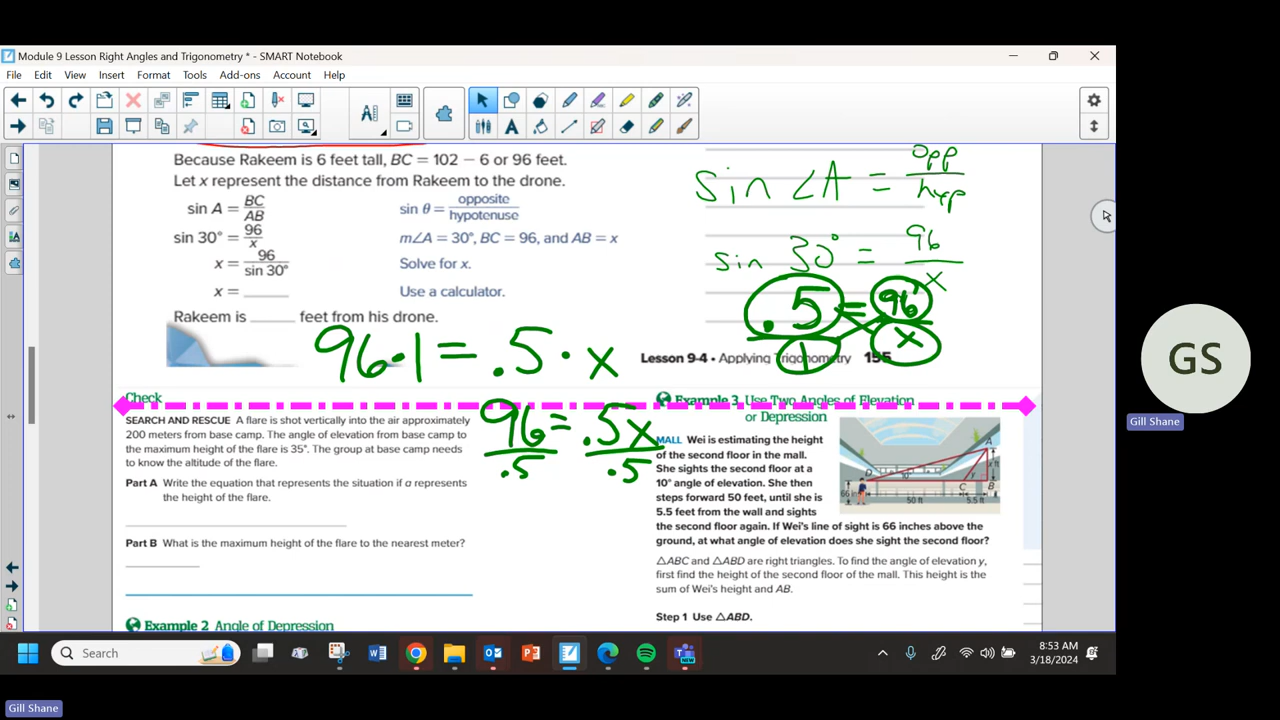 Module 9 Lesson Right Angles and Trigonometry * - SMART Notebook
File Edit View Insert Format Tools Add-ons Account Help
Because Rakeem is 6 feet tall, BC = 102 − 6 or 96 feet.
Let x represent the distance from Rakeem to the drone.
sin A = BC/AB
sin θ = opposite/hypotenuse
sin 30° = 96/x
m∠A = 30°, BC = 96, and AB = x
x = 96/sin 30°
Solve for x.
x = ____
Use a calculator.
Rakeem is ____ feet from his drone.
sin ∠A = opp/hyp
sin 30° = 96/x
.5/1 = 96/x
96·1 = .5·x
96/.5 = .5x/.5
Lesson 9-4 • Applying Trigonometry 155
Check
SEARCH AND RESCUE A flare is shot vertically into the air approximately
200 meters from base camp. The angle of elevation from base camp to
the maximum height of the flare is 35°. The group at base camp needs
to know the altitude of the flare.
Part A Write the equation that represents the situation if a represents
the height of the flare.
Part B What is the maximum height of the flare to the nearest meter?
Example 2 Angle of Depression
Example 3 Use Two Angles of Elevation
or Depression
MALL Wei is estimating the height
of the second floor in the mall.
She sights the second floor at a
10° angle of elevation. She then
steps forward 50 feet, until she is
5.5 feet from the wall and sights
the second floor again. If Wei's line of sight is 66 inches above the
ground, at what angle of elevation does she sight the second floor?
A
x ft
D
10°
y
C
B
66 in
50 ft
5.5 ft
△ABC and △ABD are right triangles. To find the angle of elevation y,
first find the height of the second floor of the mall. This height is the
sum of Wei's height and AB.
Step 1 Use △ABD.
GS
Gill Shane
Search
8:53 AM
3/18/2024
Gill Shane